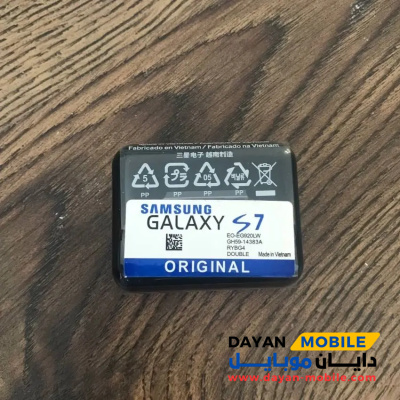 Fabricado en Vietnam / Fabricado na Vietnam
三星电子 越南制造
5
05
PP
PP
PP
SAMSUNG
GALAXY S7
EO-EG920LW
GH59-14383A
RYBG4
DOUBLE Made in Vietnam
ORIGINAL
DAYAN MOBILE
دایـان موبایـل
www.dayan-mobile.com